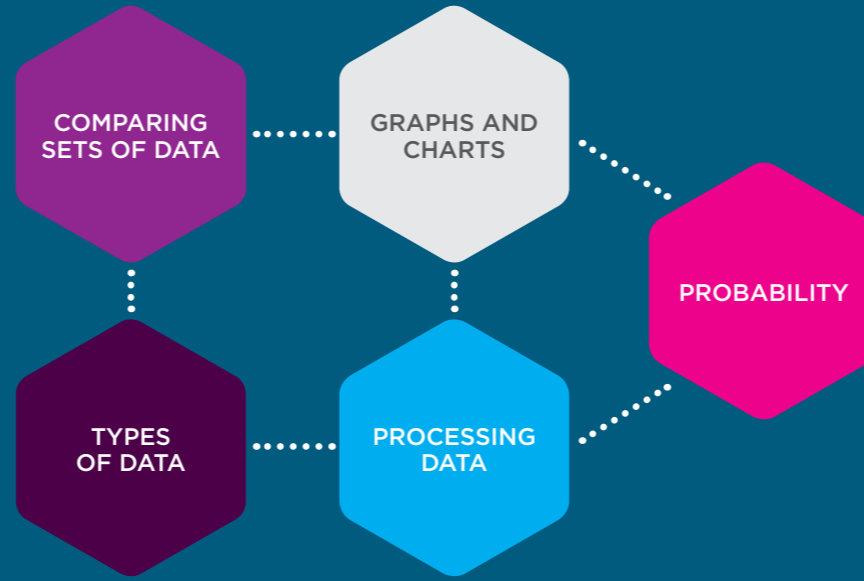 COMPARING
SETS OF DATA
GRAPHS AND
CHARTS
PROBABILITY
TYPES
OF DATA
PROCESSING
DATA